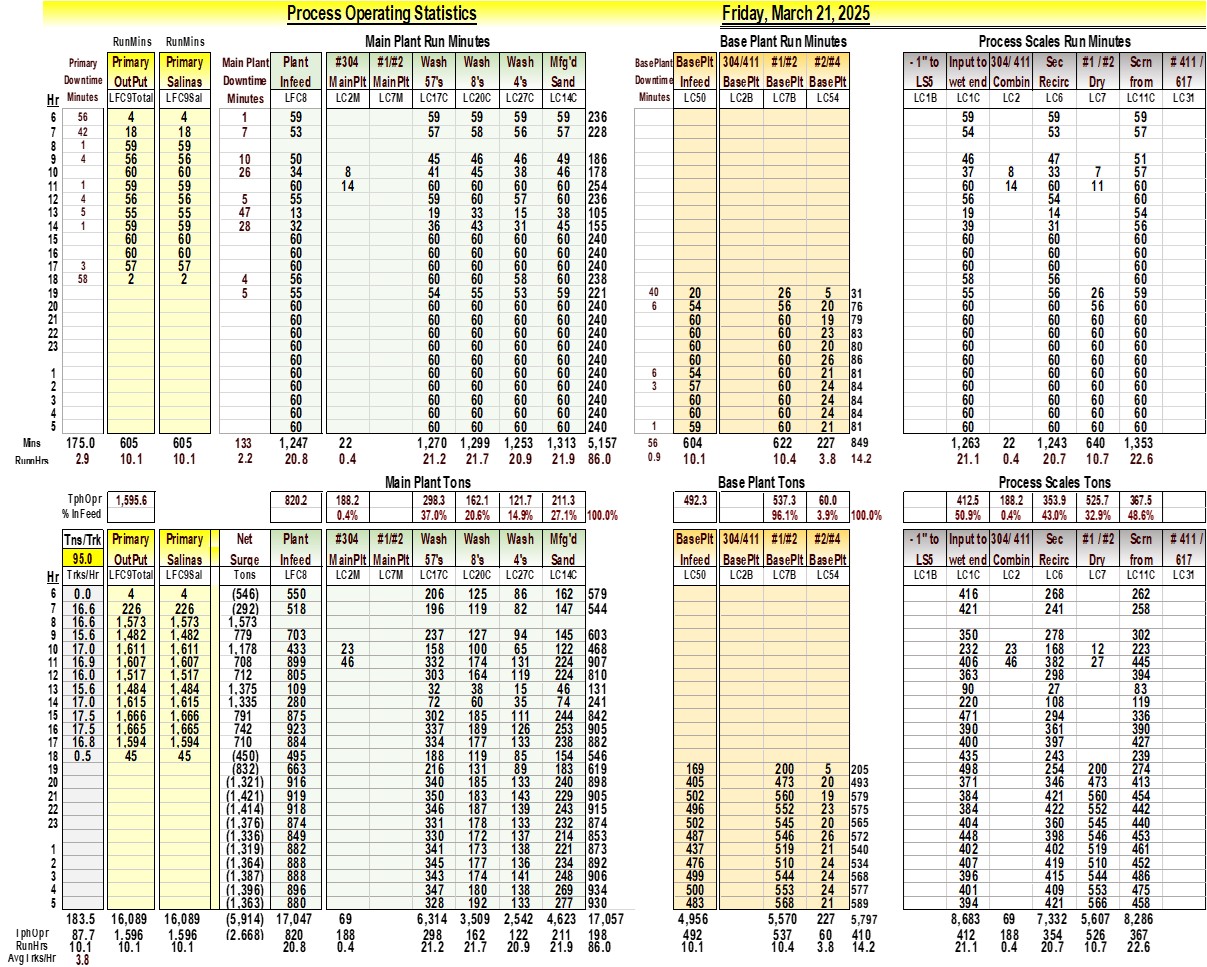 Process Operating Statistics Friday, March 21, 2025
RunMins RunMins Main Plant Run Minutes Base Plant Run Minutes Process Scales Run Minutes
Primary Primary Primary Main Plant Plant #304 #1/#2 Wash Wash Wash Mfg'd BasePlant BasePlt 304/411 #1/#2 #2/#4 - 1" to Input to 304/ 411 Sec #1 / #2 Scrn # 411 /
Downtime OutPut Salinas Downtime Infeed MainPlt MainPlt 57's 8's 4's Sand Downtime Infeed BasePlt BasePlt BasePlt LS5 wet end Combin Recirc Dry from 617
Hr Minutes LFC9Total LFC9Sal Minutes LFC8 LC2M LC7M LC17C LC20C LC27C LC14C Minutes LC50 LC2B LC7B LC54 LC1B LC1C LC2 LC6 LC7 LC11C LC31
6 56 4 4 1 59 59 59 59 59 236 59 59 59
7 42 18 18 7 53 57 58 56 57 228 54 53 57
8 1 59 59
9 4 56 56 10 50 45 46 46 49 186 46 47 51
10 60 60 26 34 8 41 45 38 46 178 37 8 33 7 57
11 1 59 59 60 14 60 60 60 60 254 60 14 60 11 60
12 4 56 56 5 55 59 60 57 60 236 56 54 60
13 5 55 55 47 13 19 33 15 38 105 19 14 54
14 1 59 59 28 32 36 43 31 45 155 39 31 56
15 60 60 60 60 60 60 60 240 60 60 60
16 60 60 60 60 60 60 60 240 60 60 60
17 3 57 57 60 60 60 60 60 240 60 60 60
18 58 2 2 4 56 60 60 58 60 238 58 56 60
19 5 55 54 55 53 59 221 40 20 26 5 31 55 56 26 59
20 60 60 60 60 60 240 6 54 56 20 76 60 60 56 60
21 60 60 60 60 60 240 60 60 19 79 60 60 60 60
22 60 60 60 60 60 240 60 60 23 83 60 60 60 60
23 60 60 60 60 60 240 60 60 20 80 60 60 60 60
60 60 60 60 60 240 60 60 26 86 60 60 60 60
1 60 60 60 60 60 240 6 54 60 21 81 60 60 60 60
2 60 60 60 60 60 240 3 57 60 24 84 60 60 60 60
3 60 60 60 60 60 240 60 60 24 84 60 60 60 60
4 60 60 60 60 60 240 60 60 24 84 60 60 60 60
5 60 60 60 60 60 240 1 59 60 21 81 60 60 60 60
Mins 175.0 605 605 133 1,247 22 1,270 1,299 1,253 1,313 5,157 56 604 622 227 849 1,263 22 1,243 640 1,353
RunnHrs 2.9 10.1 10.1 2.2 20.8 0.4 21.2 21.7 20.9 21.9 86.0 0.9 10.1 10.4 3.8 14.2 21.1 0.4 20.7 10.7 22.6
Main Plant Tons Base Plant Tons Process Scales Tons
TphOpr 1,595.6 820.2 188.2 298.3 162.1 121.7 211.3 492.3 537.3 60.0 412.5 188.2 353.9 525.7 367.5
% InFeed 0.4% 37.0% 20.6% 14.9% 27.1% 100.0% 96.1% 3.9% 100.0% 50.9% 0.4% 43.0% 32.9% 48.6%
Tns/Trk Primary Primary Net Plant #304 #1/#2 Wash Wash Wash Mfg'd BasePlt 304/411 #1/#2 #2/#4 - 1" to Input to 304/ 411 Sec #1 / #2 Scrn # 411 /
95.0 OutPut Salinas Surge Infeed MainPlt MainPlt 57's 8's 4's Sand Infeed BasePlt BasePlt BasePlt LS5 wet end Combin Recirc Dry from 617
Hr Trks/Hr LFC9Total LFC9Sal Tons LFC8 LC2M LC7M LC17C LC20C LC27C LC14C LC50 LC2B LC7B LC54 LC1B LC1C LC2 LC6 LC7 LC11C LC31
6 0.0 4 4 (546) 550 206 125 86 162 579 416 268 262
7 16.6 226 226 (292) 518 196 119 82 147 544 421 241 258
8 16.6 1,573 1,573 1,573
9 15.6 1,482 1,482 779 703 237 127 94 145 603 350 278 302
10 17.0 1,611 1,611 1,178 433 23 158 100 65 122 468 232 23 168 12 223
11 16.9 1,607 1,607 708 899 46 332 174 131 224 907 406 46 382 27 445
12 16.0 1,517 1,517 712 805 303 164 119 224 810 363 298 394
13 15.6 1,484 1,484 1,375 109 32 38 15 46 131 90 27 83
14 17.0 1,615 1,615 1,335 280 72 60 35 74 241 220 108 119
15 17.5 1,666 1,666 791 875 302 185 111 244 842 471 294 336
16 17.5 1,665 1,665 742 923 337 189 126 253 905 390 361 390
17 16.8 1,594 1,594 710 884 334 177 133 238 882 400 397 427
18 0.5 45 45 (450) 495 188 119 85 154 546 435 243 239
19 (832) 663 216 131 89 183 619 169 200 5 205 498 254 200 274
20 (1,321) 916 340 185 133 240 898 405 473 20 493 371 346 473 413
21 (1,421) 919 350 183 143 229 905 502 560 19 579 384 421 560 454
22 (1,414) 918 346 187 139 243 915 496 552 23 575 384 422 552 442
23 (1,376) 874 331 178 133 232 874 502 545 20 565 404 360 545 440
(1,336) 849 330 172 137 214 853 487 546 26 572 448 398 546 453
1 (1,319) 882 341 173 138 221 873 437 519 21 540 402 402 519 461
2 (1,364) 888 345 177 136 234 892 476 510 24 534 407 419 510 452
3 (1,387) 888 343 174 141 248 906 499 544 24 568 396 415 544 486
4 (1,396) 896 347 180 138 269 934 500 553 24 577 401 409 553 475
5 (1,363) 880 328 192 133 277 930 483 568 21 589 394 421 566 458
183.5 16,089 16,089 (5,914) 17,047 69 6,314 3,509 2,542 4,623 17,057 4,956 5,570 227 5,797 8,683 69 7,332 5,607 8,286
TphOpr 87.7 1,596 1,596 (2,668) 820 188 298 162 122 211 198 492 537 60 410 412 188 354 526 367
RunHrs 10.1 10.1 10.1 20.8 0.4 21.2 21.7 20.9 21.9 86.0 10.1 10.4 3.8 14.2 21.1 0.4 20.7 10.7 22.6
Avg Trks/Hr 3.8